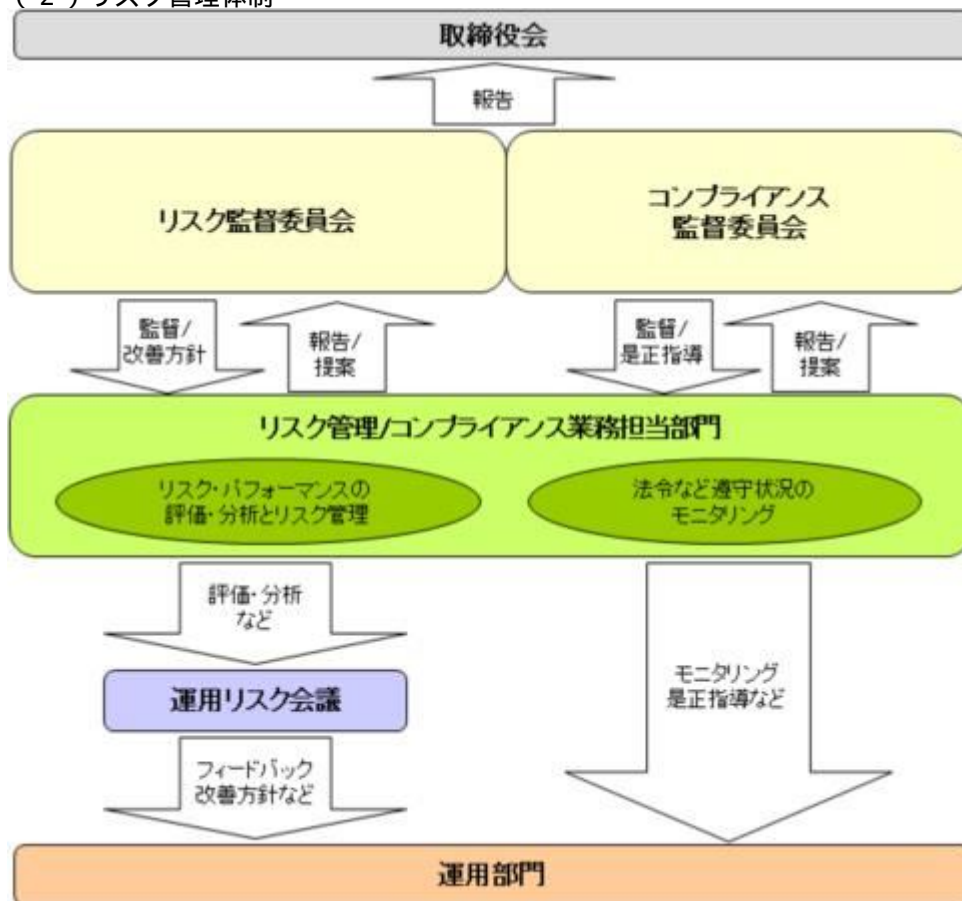 (2)リスク管理体制
取締役会
報告
リスク監督委員会
コンプライアンス
監督委員会
監督/
改善方針
報告/
提案
監督/
是正指導
報告/
提案
リスク管理/コンプライアンス業務担当部門
リスク・パフォーマンスの
評価・分析とリスク管理
法令など遵守状況の
モニタリング
評価・分析
など
運用リスク会議
モニタリング
是正指導など
フィードバック
改善方針など
運用部門